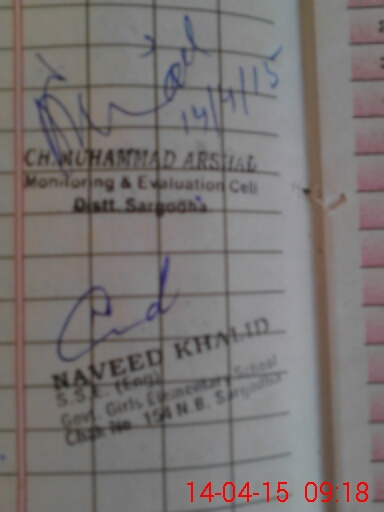 14/4/15
CH. MUHAMMAD ARSHAD
Monitoring & Evaluation Cell
Distt. Sargodha
NAVEED KHALID
S.S.E. (Eng)
Govt. Girls Elementary School
Chak No. 154 N.B. Sargodha
14-04-15 09:18